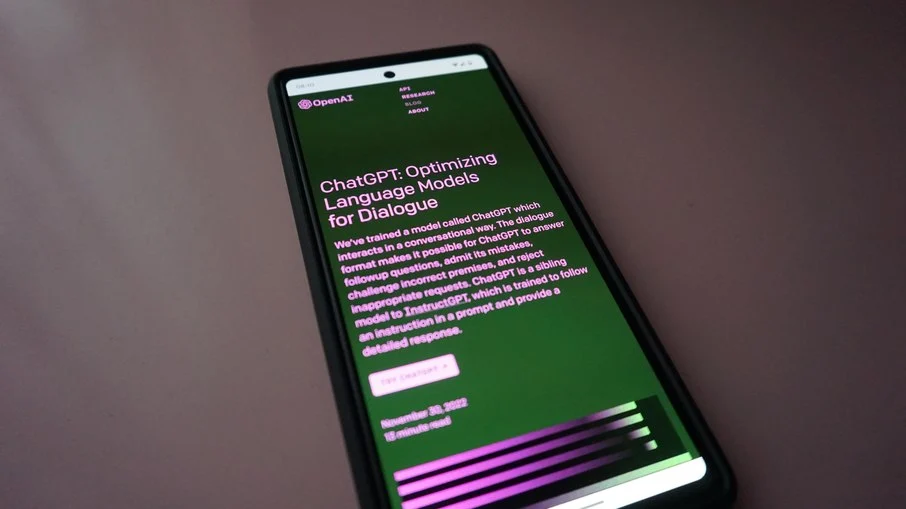 OpenAI
API
RESEARCH
BLOG
ABOUT
ChatGPT: Optimizing
Language Models
for Dialogue
We've trained a model called ChatGPT which
interacts in a conversational way. The dialogue
format makes it possible for ChatGPT to answer
followup questions, admit its mistakes,
challenge incorrect premises, and reject
inappropriate requests. ChatGPT is a sibling
model to InstructGPT, which is trained to follow
an instruction in a prompt and provide a
detailed response.
TRY CHATGPT ↗
November 30, 2022
13 minute read